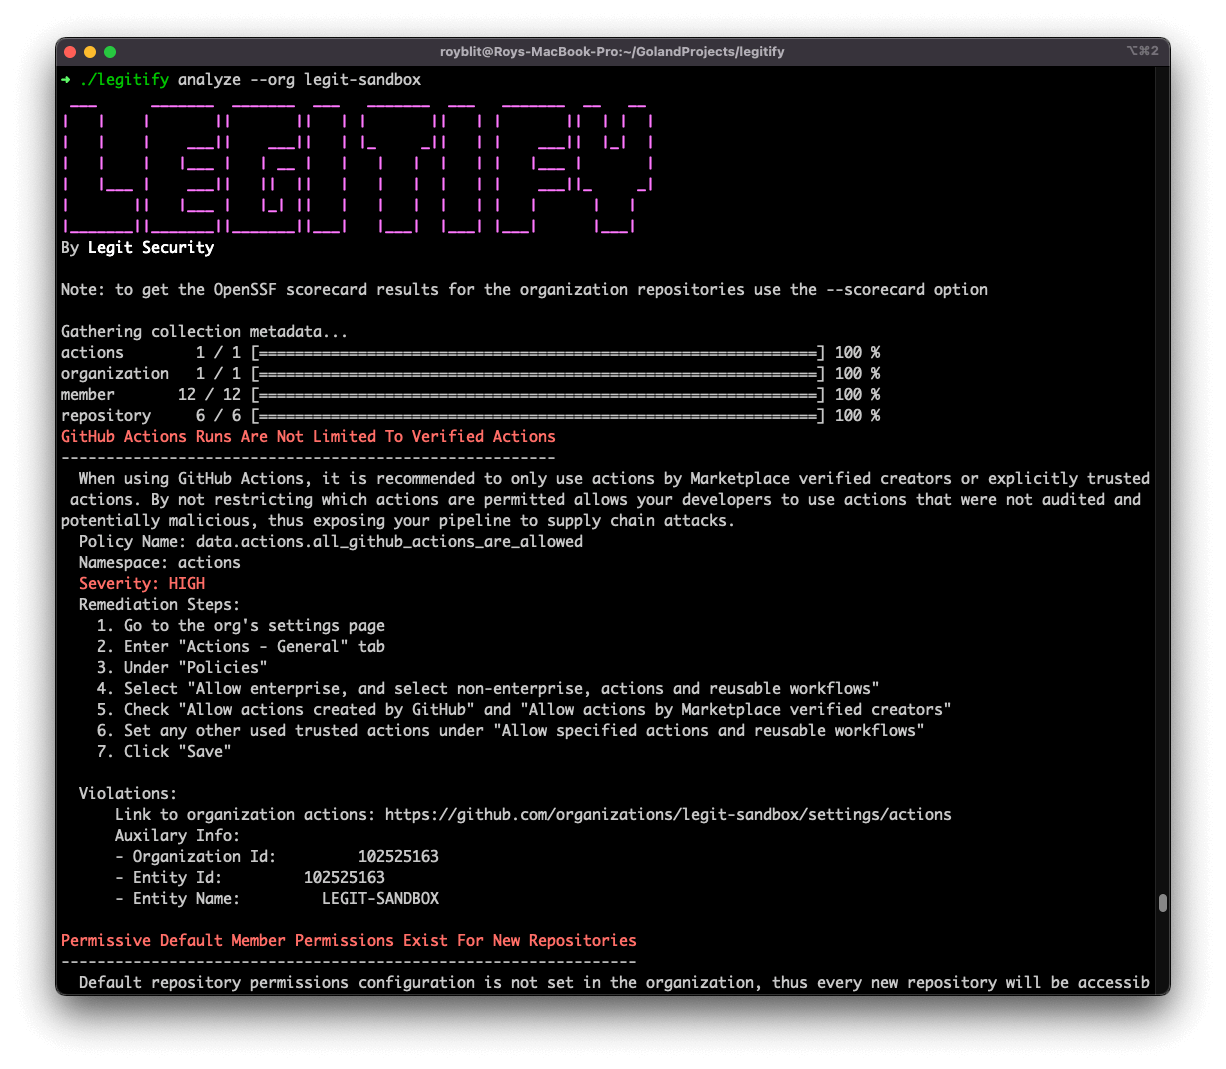 royblit@Roys-MacBook-Pro:~/GolandProjects/legitify
⌥⌘2
➜ ./legitify analyze --org legit-sandbox
LEGITIFY
By Legit Security
Note: to get the OpenSSF scorecard results for the organization repositories use the --scorecard option
Gathering collection metadata...
actions 1 / 1 [==============================================================] 100 %
organization 1 / 1 [==============================================================] 100 %
member 12 / 12 [==============================================================] 100 %
repository 6 / 6 [==============================================================] 100 %
GitHub Actions Runs Are Not Limited To Verified Actions
-------------------------------------------------------
When using GitHub Actions, it is recommended to only use actions by Marketplace verified creators or explicitly trusted
actions. By not restricting which actions are permitted allows your developers to use actions that were not audited and
potentially malicious, thus exposing your pipeline to supply chain attacks.
Policy Name: data.actions.all_github_actions_are_allowed
Namespace: actions
Severity: HIGH
Remediation Steps:
1. Go to the org's settings page
2. Enter "Actions - General" tab
3. Under "Policies"
4. Select "Allow enterprise, and select non-enterprise, actions and reusable workflows"
5. Check "Allow actions created by GitHub" and "Allow actions by Marketplace verified creators"
6. Set any other used trusted actions under "Allow specified actions and reusable workflows"
7. Click "Save"
Violations:
Link to organization actions: https://github.com/organizations/legit-sandbox/settings/actions
Auxilary Info:
- Organization Id: 102525163
- Entity Id: 102525163
- Entity Name: LEGIT-SANDBOX
Permissive Default Member Permissions Exist For New Repositories
----------------------------------------------------------------
Default repository permissions configuration is not set in the organization, thus every new repository will be accessib